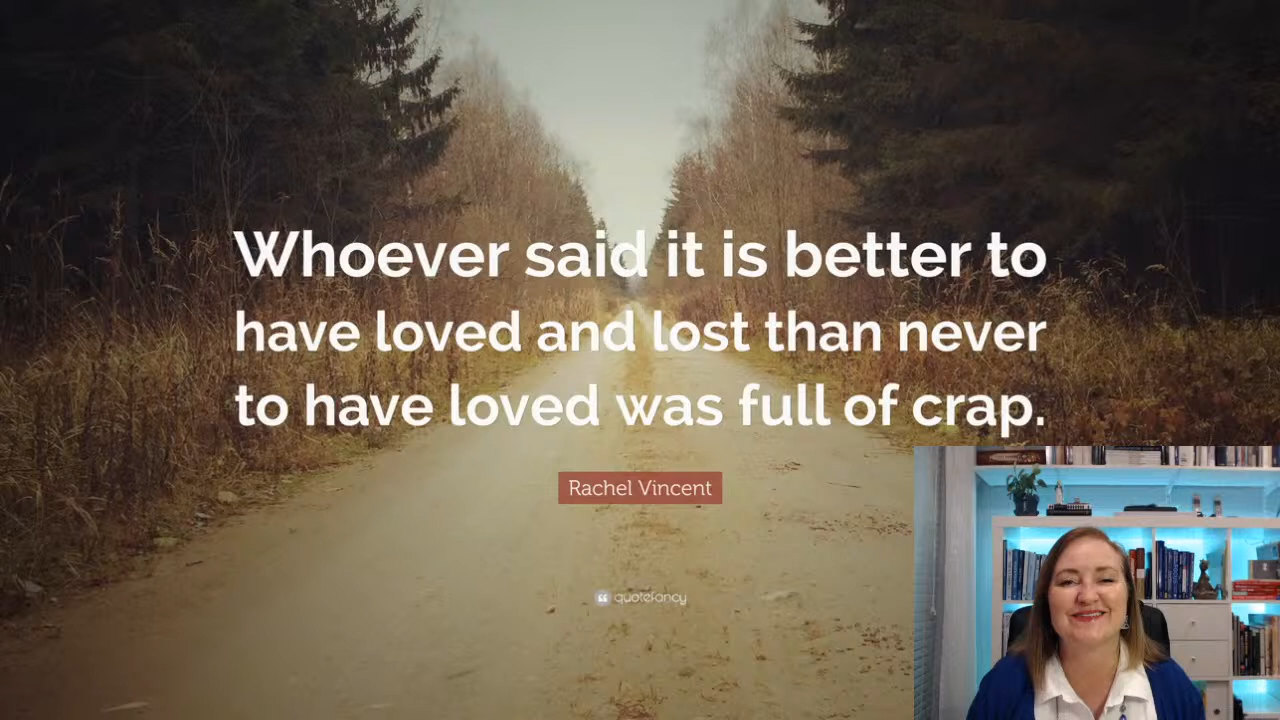 Whoever said it is better to
have loved and lost than never
to have loved was full of crap.
Rachel Vincent
quotefancy